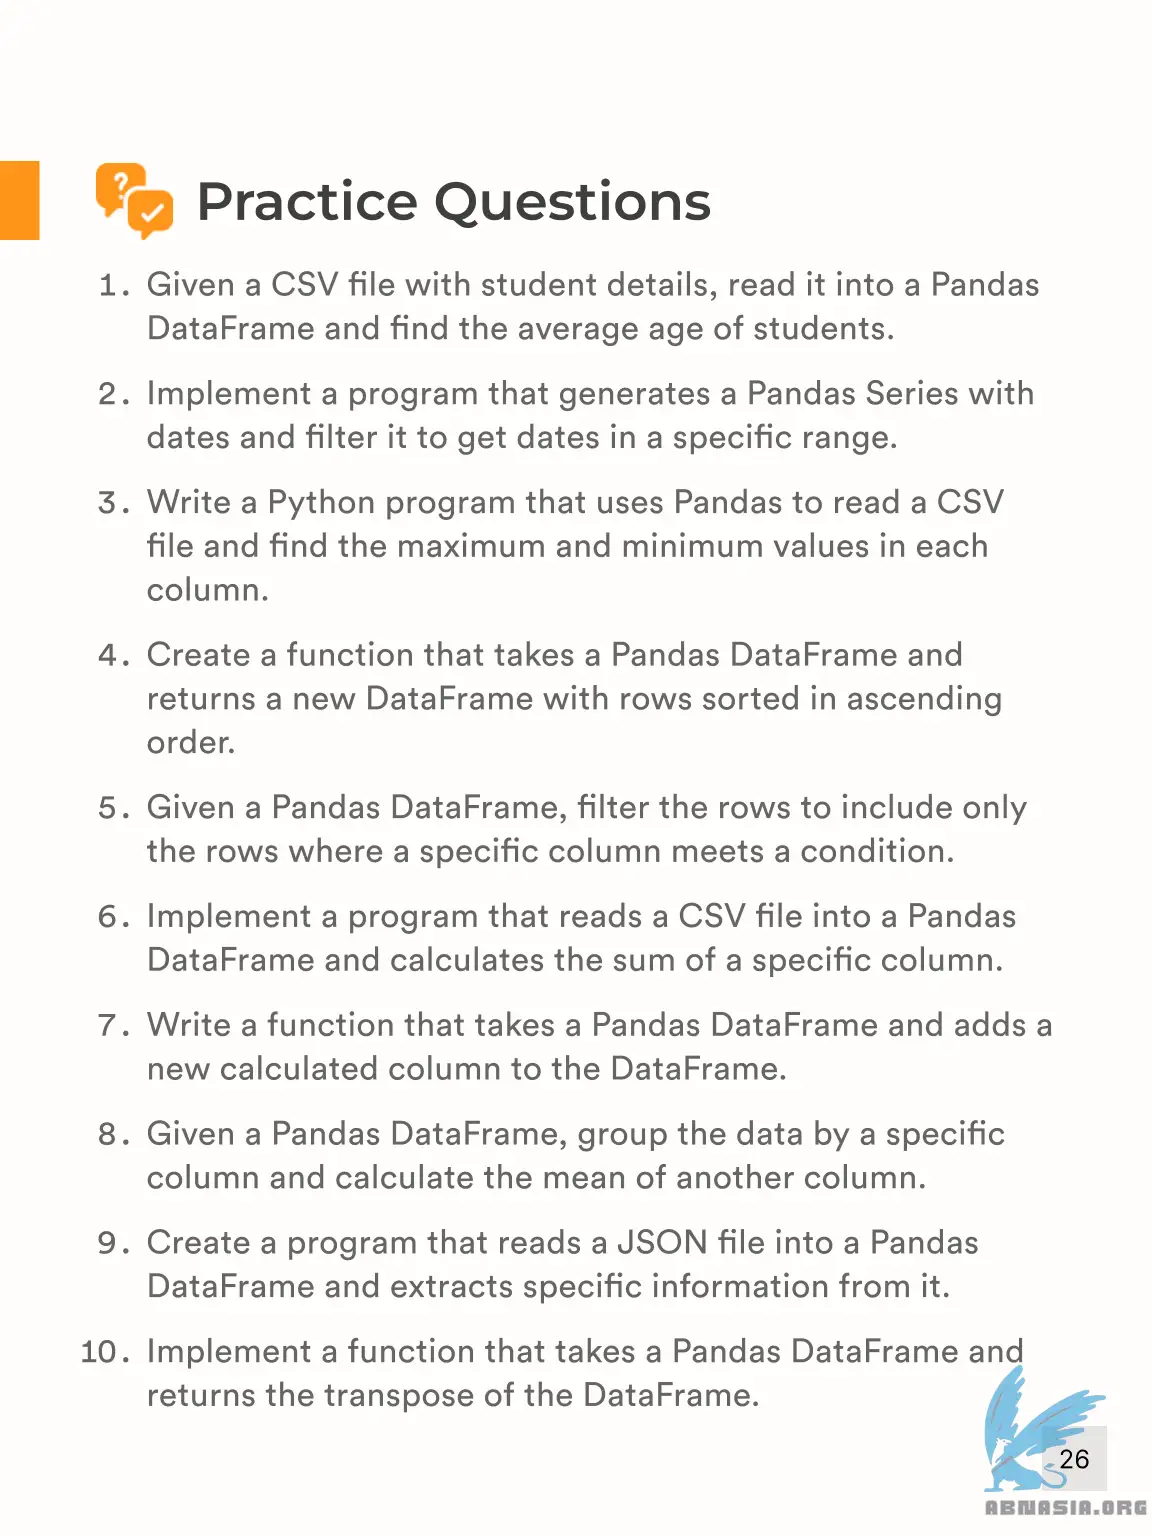 Practice Questions
1. Given a CSV file with student details, read it into a Pandas
DataFrame and find the average age of students.
2. Implement a program that generates a Pandas Series with
dates and filter it to get dates in a specific range.
3. Write a Python program that uses Pandas to read a CSV
file and find the maximum and minimum values in each
column.
4. Create a function that takes a Pandas DataFrame and
returns a new DataFrame with rows sorted in ascending
order.
5. Given a Pandas DataFrame, filter the rows to include only
the rows where a specific column meets a condition.
6. Implement a program that reads a CSV file into a Pandas
DataFrame and calculates the sum of a specific column.
7. Write a function that takes a Pandas DataFrame and adds a
new calculated column to the DataFrame.
8. Given a Pandas DataFrame, group the data by a specific
column and calculate the mean of another column.
9. Create a program that reads a JSON file into a Pandas
DataFrame and extracts specific information from it.
10. Implement a function that takes a Pandas DataFrame and
returns the transpose of the DataFrame.
26
ABNASIA.ORG